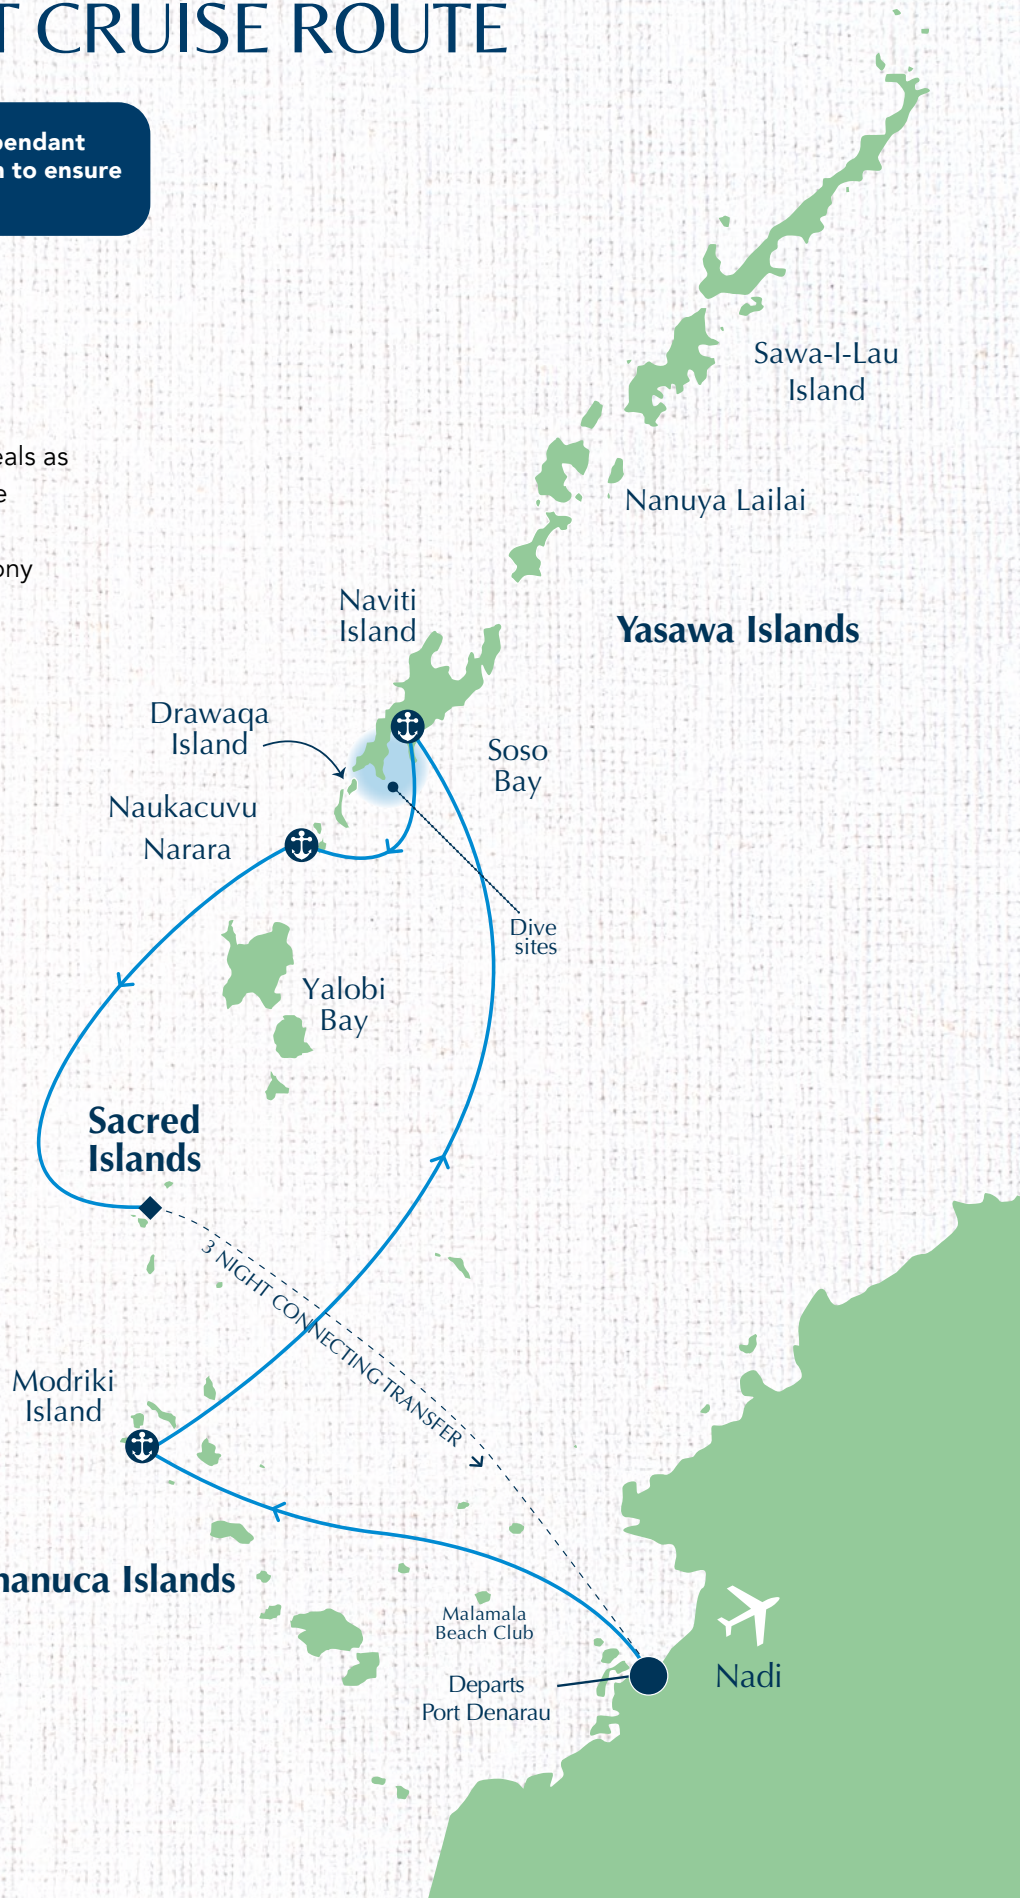 T CRUISE ROUTE
pendant
n to ensure
eals as
e
ony
Sawa-I-Lau
Island
Nanuya Lailai
Naviti
Island
Yasawa Islands
Drawaqa
Island
Soso
Bay
Naukacuvu
Narara
Dive
sites
Yalobi
Bay
Sacred
Islands
3 NIGHT CONNECTING TRANSFER
Modriki
Island
nanuca Islands
Malamala
Beach Club
Departs
Port Denarau
Nadi